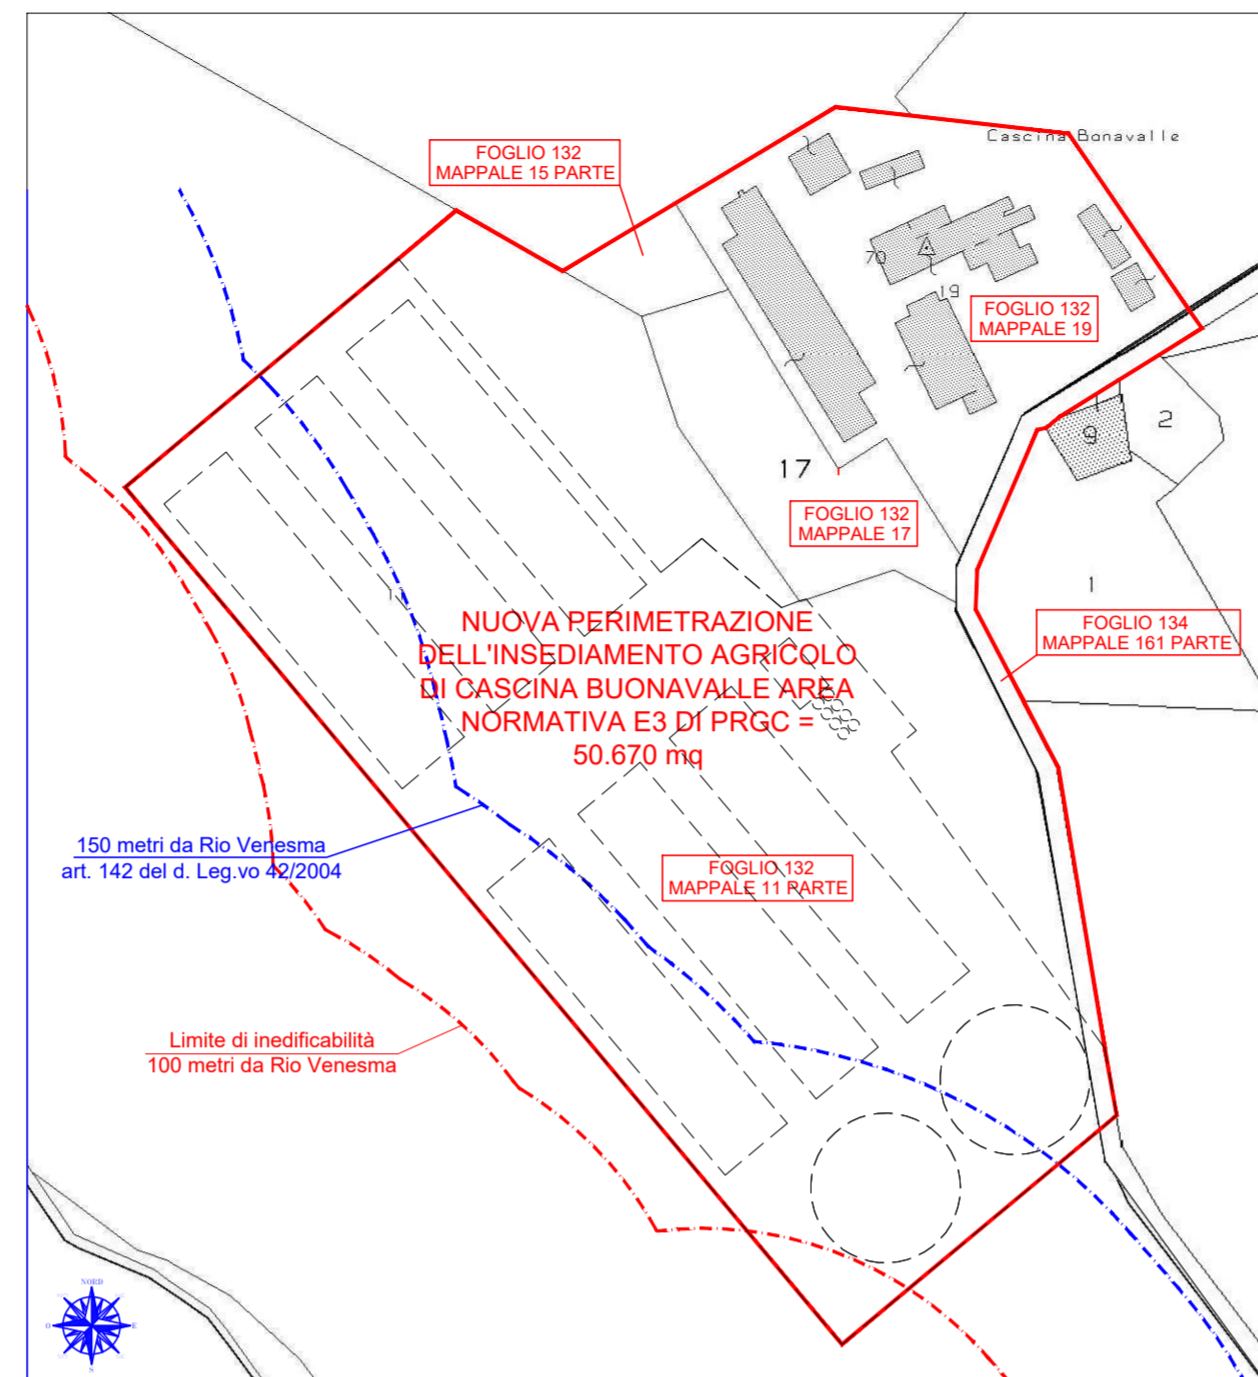 FOGLIO 132
MAPPALE 15 PARTE
Cascina Bonavalle
70
19
FOGLIO 132
MAPPALE 19
9
2
17
FOGLIO 132
MAPPALE 17
1
FOGLIO 134
MAPPALE 161 PARTE
NUOVA PERIMETRAZIONE
DELL'INSEDIAMENTO AGRICOLO
DI CASCINA BUONAVALLE AREA
NORMATIVA E3 DI PRGC =
50.670 mq
150 metri da Rio Venesma
art. 142 del d. Leg.vo 42/2004
FOGLIO 132
MAPPALE 11 PARTE
Limite di inedificabilità
100 metri da Rio Venesma
NORD
O
E
S